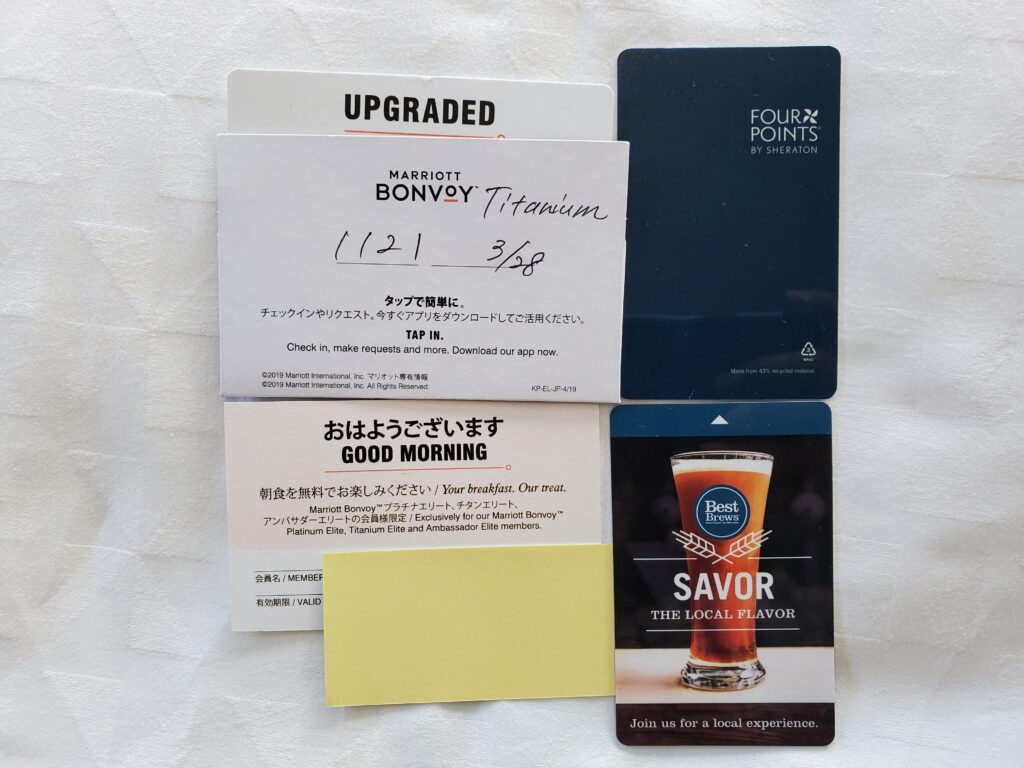 UPGRADED
MARRIOTT
BONVOY™ Titanium
1121 3/28
タップで簡単に。
チェックインやリクエスト。今すぐアプリをダウンロードしてご活用ください。
TAP IN.
Check in, make requests and more. Download our app now.
©2019 Marriott International, Inc. マリオット専有情報
©2019 Marriott International, Inc. All Rights Reserved.
KP-EL-JP-4/19
FOUR
POINTS
BY SHERATON
3
Made from 43% recycled material
おはようございます
GOOD MORNING
朝食を無料でお楽しみください / Your breakfast. Our treat.
Marriott Bonvoy™プラチナエリート、チタンエリート、
アンバサダーエリートの会員様限定 / Exclusively for our Marriott Bonvoy™
Platinum Elite, Titanium Elite and Ambassador Elite members.
会員名 / MEMBER
有効期限 / VALID
Best
Brews
SAVOR
THE LOCAL FLAVOR
Join us for a local experience.